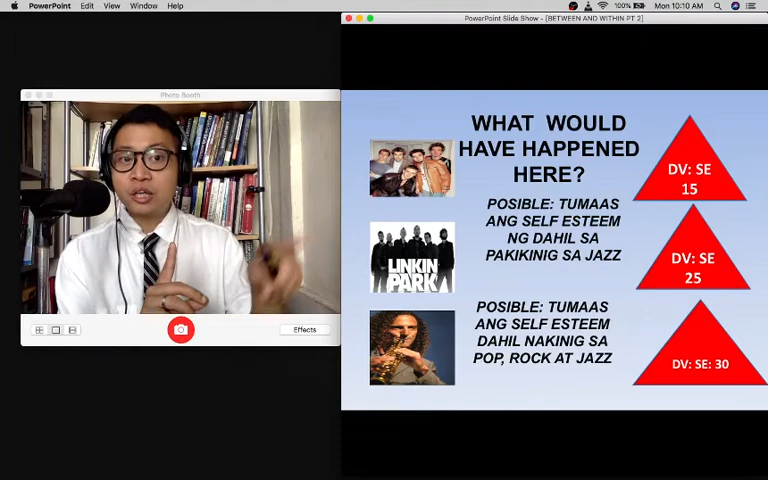 PowerPoint Edit View Window Help
100% Mon 10:10 AM
PowerPoint Slide Show - [BETWEEN AND WITHIN PT 2]
Photo Booth
Effects
WHAT WOULD
HAVE HAPPENED
HERE?
POSIBLE: TUMAAS
ANG SELF ESTEEM
NG DAHIL SA
PAKIKINIG SA JAZZ
POSIBLE: TUMAAS
ANG SELF ESTEEM
DAHIL NAKINIG SA
POP, ROCK AT JAZZ
LINKIN
PARK
DV: SE
15
DV: SE
25
DV: SE: 30